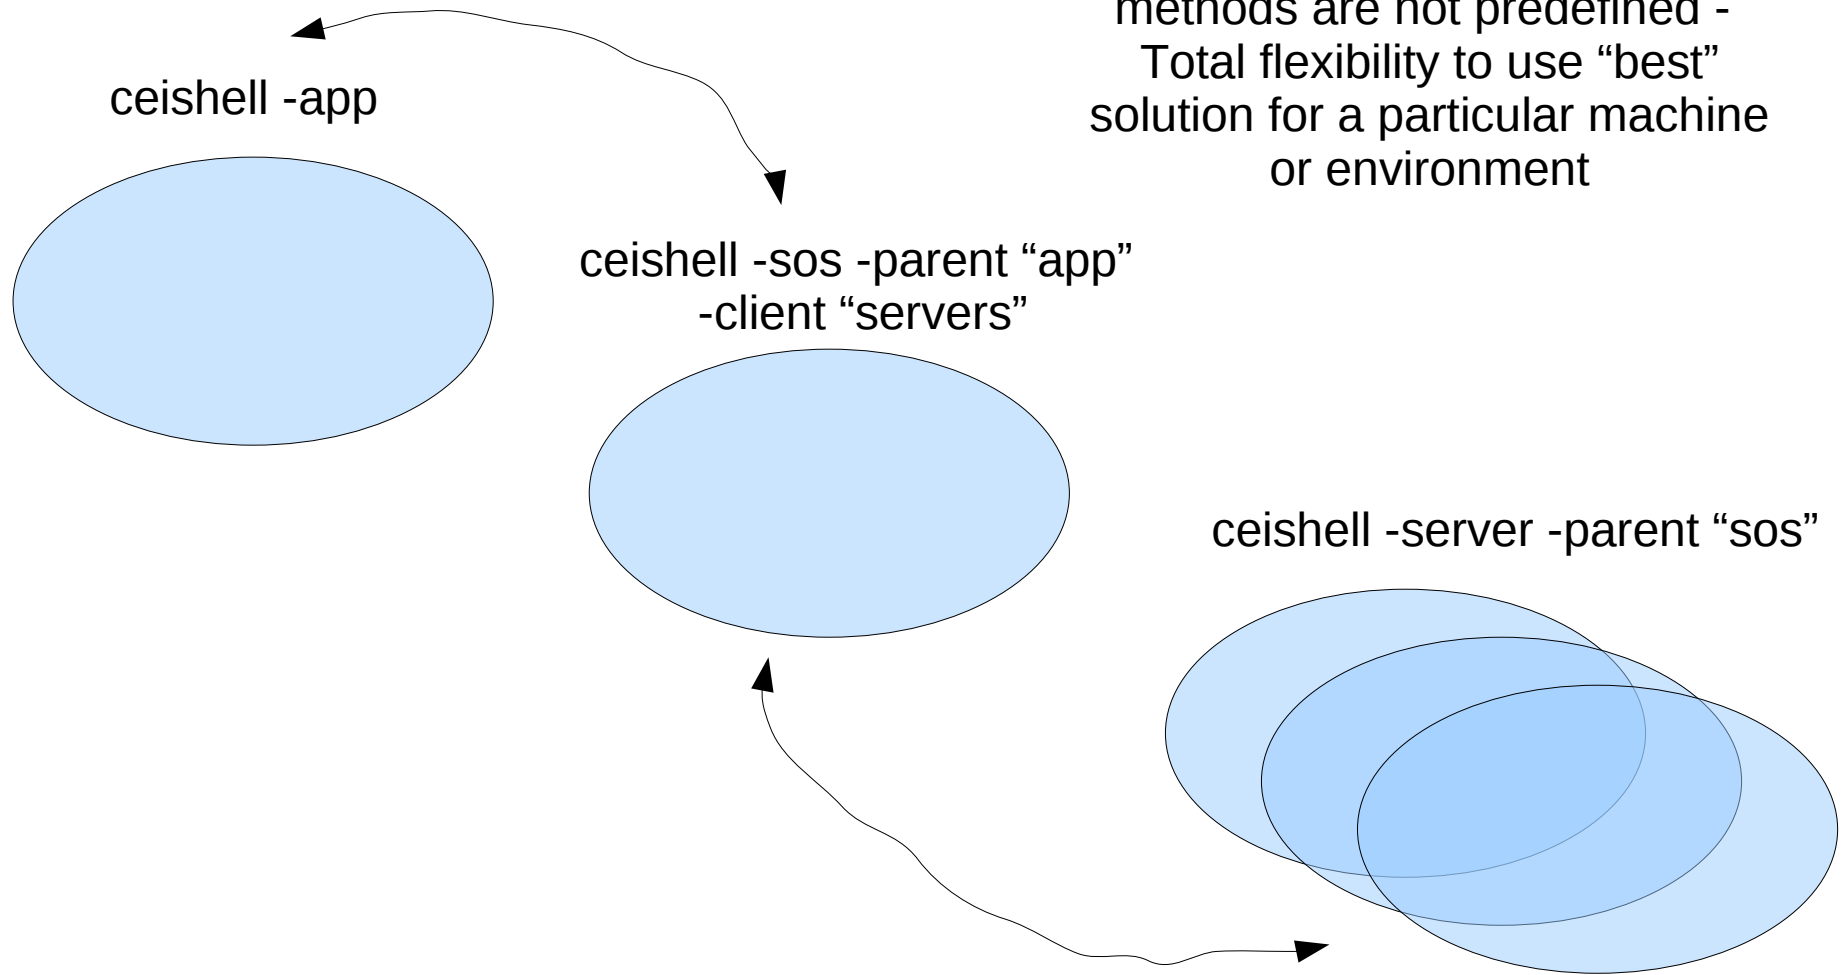 methods are not predefined -
Total flexibility to use “best”
solution for a particular machine
or environment
ceishell -app
ceishell -sos -parent “app”
-client “servers”
ceishell -server -parent “sos”